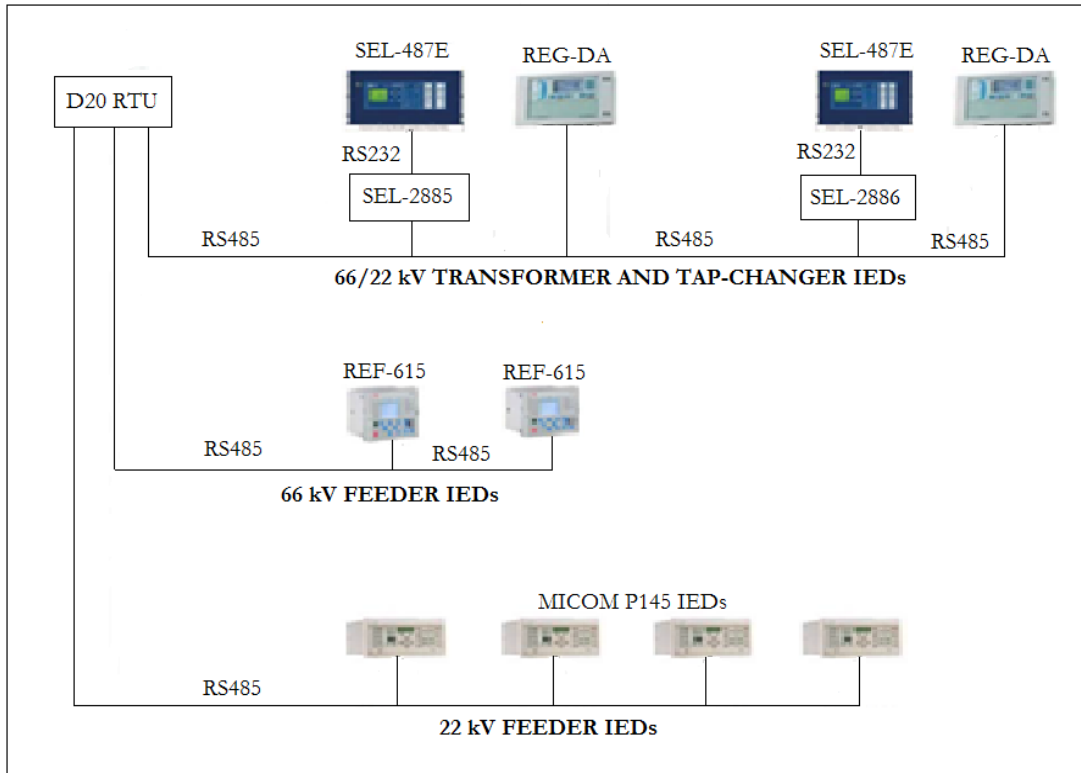 SEL-487E
REG-DA
SEL-487E
REG-DA
D20 RTU
RS232
RS232
SEL-2885
SEL-2886
RS485
RS485
RS485
66/22 kV TRANSFORMER AND TAP-CHANGER IEDs
REF-615
REF-615
RS485
RS485
66 kV FEEDER IEDs
MICOM P145 IEDs
RS485
22 kV FEEDER IEDs